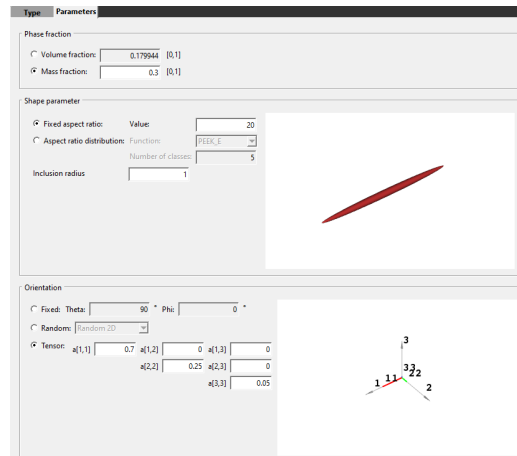 Type Parameters
Phase fraction
Volume fraction: 0.179944 [0,1]
Mass fraction: 0.3 [0,1]
Shape parameter
Fixed aspect ratio: Value: 20
Aspect ratio distribution: Function: PEEK_E
Number of classes: 5
Inclusion radius 1
Orientation
Fixed: Theta: 90 ° Phi: 0 °
Random: Random 2D
Tensor: a[1,1] 0.7 a[1,2] 0 a[1,3] 0
a[2,2] 0.25 a[2,3] 0
a[3,3] 0.05
3
33
1 11 22
2